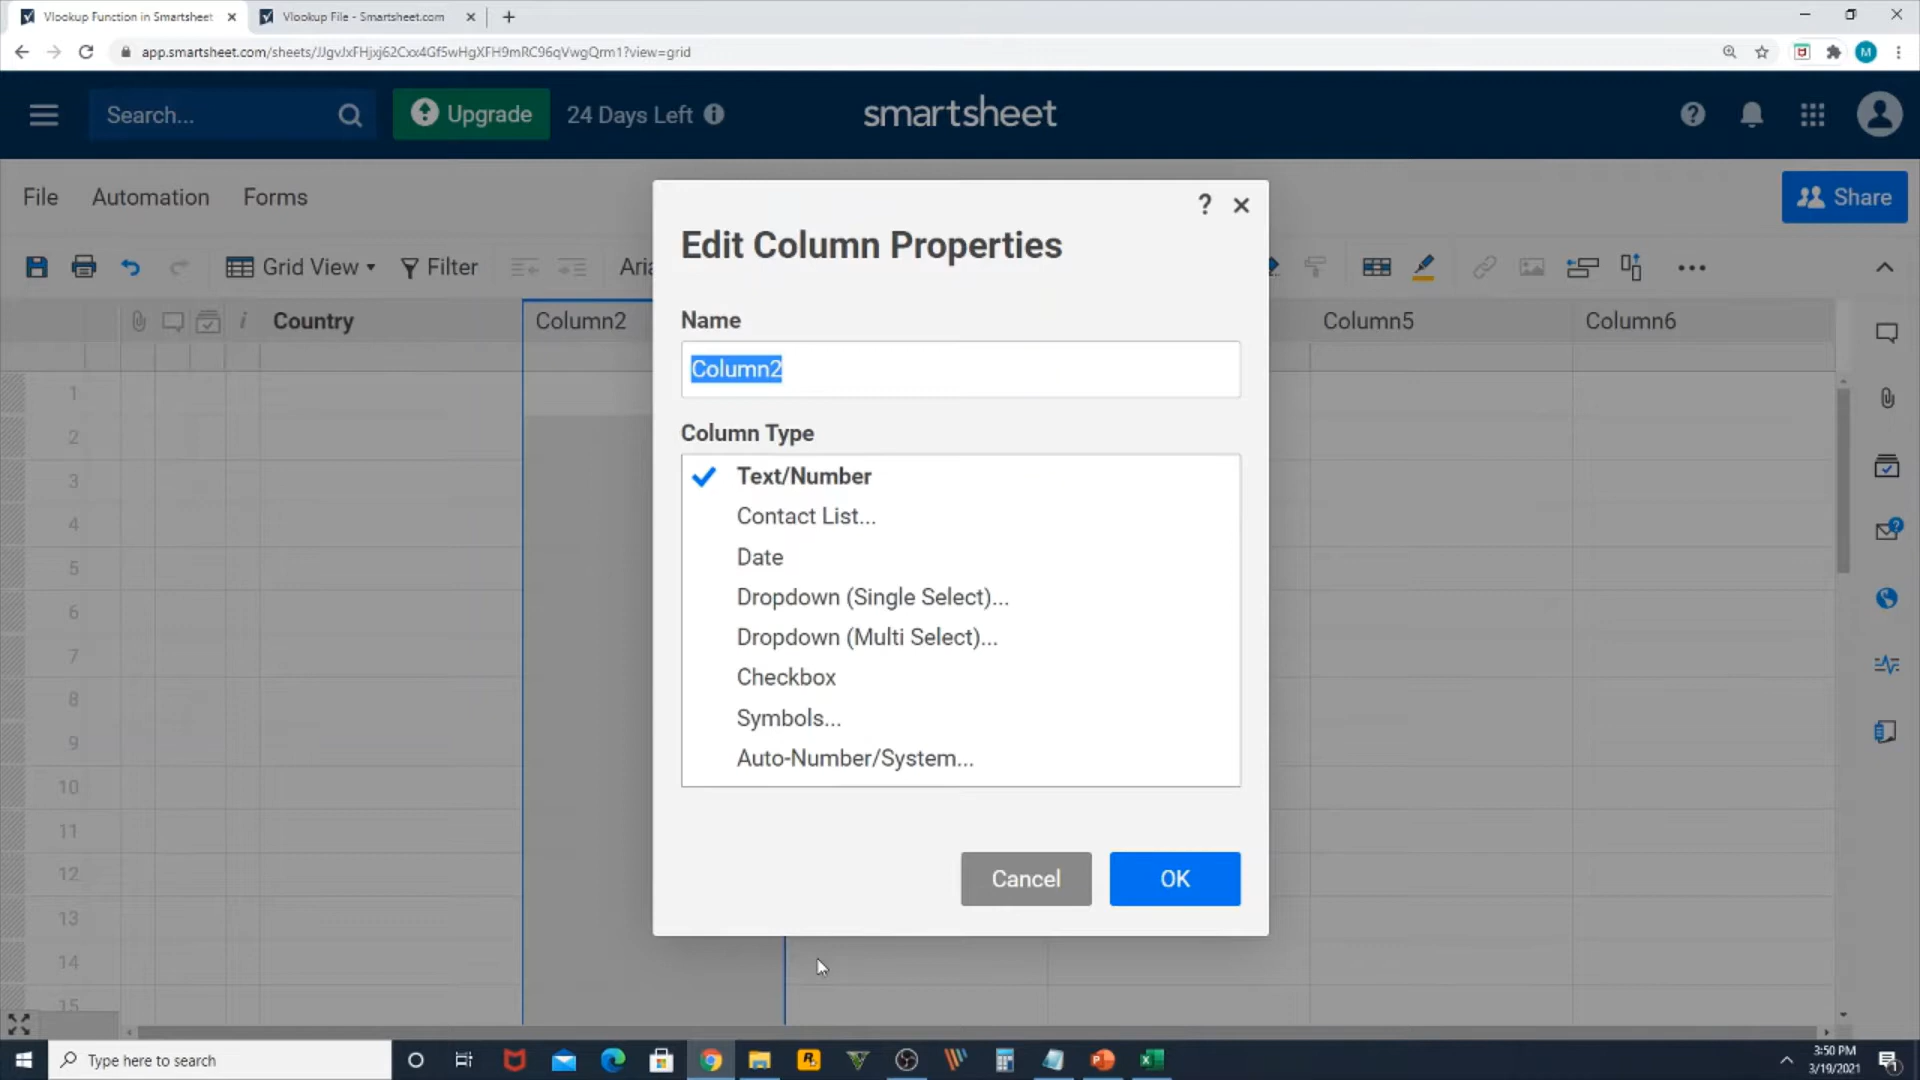 Vlookup Function in Smartsheet
Vlookup File - Smartsheet.com
app.smartsheet.com/sheets/JJgvJxFHjxj62Cxx4Gf5wHgXFH9mRC96qVwgQrm1?view=grid
M
Search...
Upgrade
24 Days Left
smartsheet
File
Automation
Forms
Share
Grid View
Filter
Aria
Country
Column2
Column5
Column6
1
2
3
4
5
6
7
8
9
10
11
12
13
14
15
?
Edit Column Properties
Name
Column2
Column Type
Text/Number
Contact List...
Date
Dropdown (Single Select)...
Dropdown (Multi Select)...
Checkbox
Symbols...
Auto-Number/System...
Cancel
OK
Type here to search
3:50 PM
3/19/2021
1